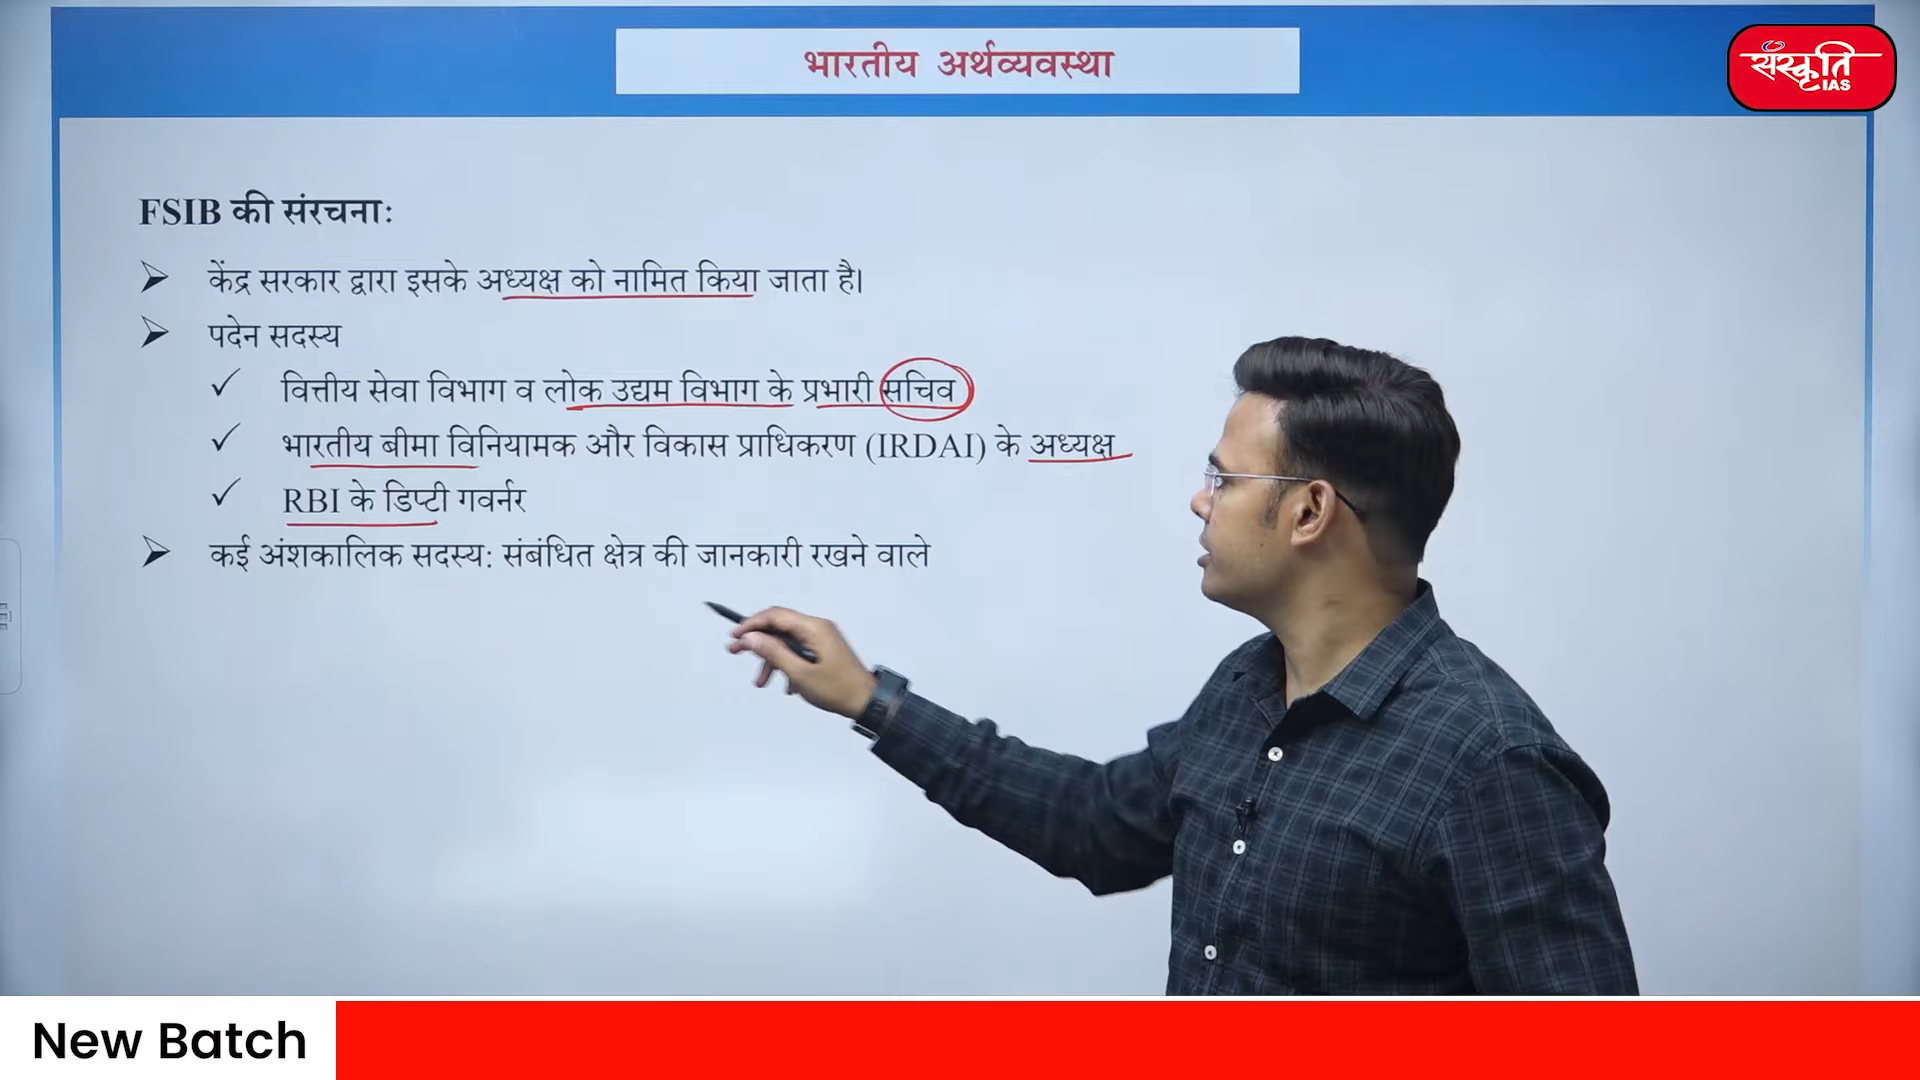 भारतीय अर्थव्यवस्था
संस्कृति
IAS
FSIB की संरचना:
केंद्र सरकार द्वारा इसके अध्यक्ष को नामित किया जाता है।
पदेन सदस्य
वित्तीय सेवा विभाग व लोक उद्यम विभाग के प्रभारी सचिव
भारतीय बीमा विनियामक और विकास प्राधिकरण (IRDAI) के अध्यक्ष
RBI के डिप्टी गवर्नर
कई अंशकालिक सदस्य: संबंधित क्षेत्र की जानकारी रखने वाले
New Batch